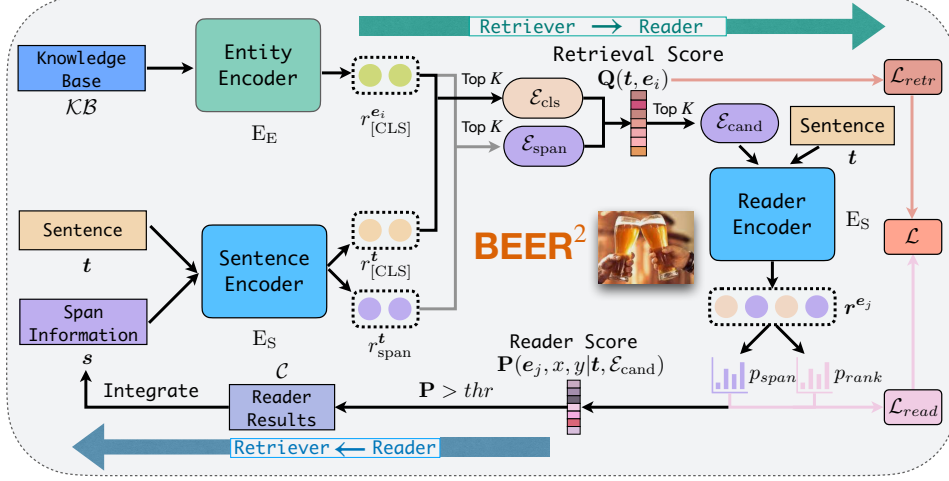 Retriever → Reader
Knowledge
Base
𝒦ℬ
Entity
Encoder
E_E
r^{e_i}_{[CLS]}
Top K
ℰ_cls
Top K
ℰ_span
Retrieval Score
Q(t, e_i)
Top K
ℰ_cand
Sentence
t
ℒ_retr
Reader
Encoder
E_S
ℒ
Sentence
t
Span
Information
s
Sentence
Encoder
E_S
r^t_{[CLS]}
r^t_{span}
BEER²
r^{e_j}
p_span
p_rank
ℒ_read
Reader Score
P(e_j, x, y|t, ℰ_cand)
P > thr
𝒞
Reader
Results
Integrate
Retriever ← Reader